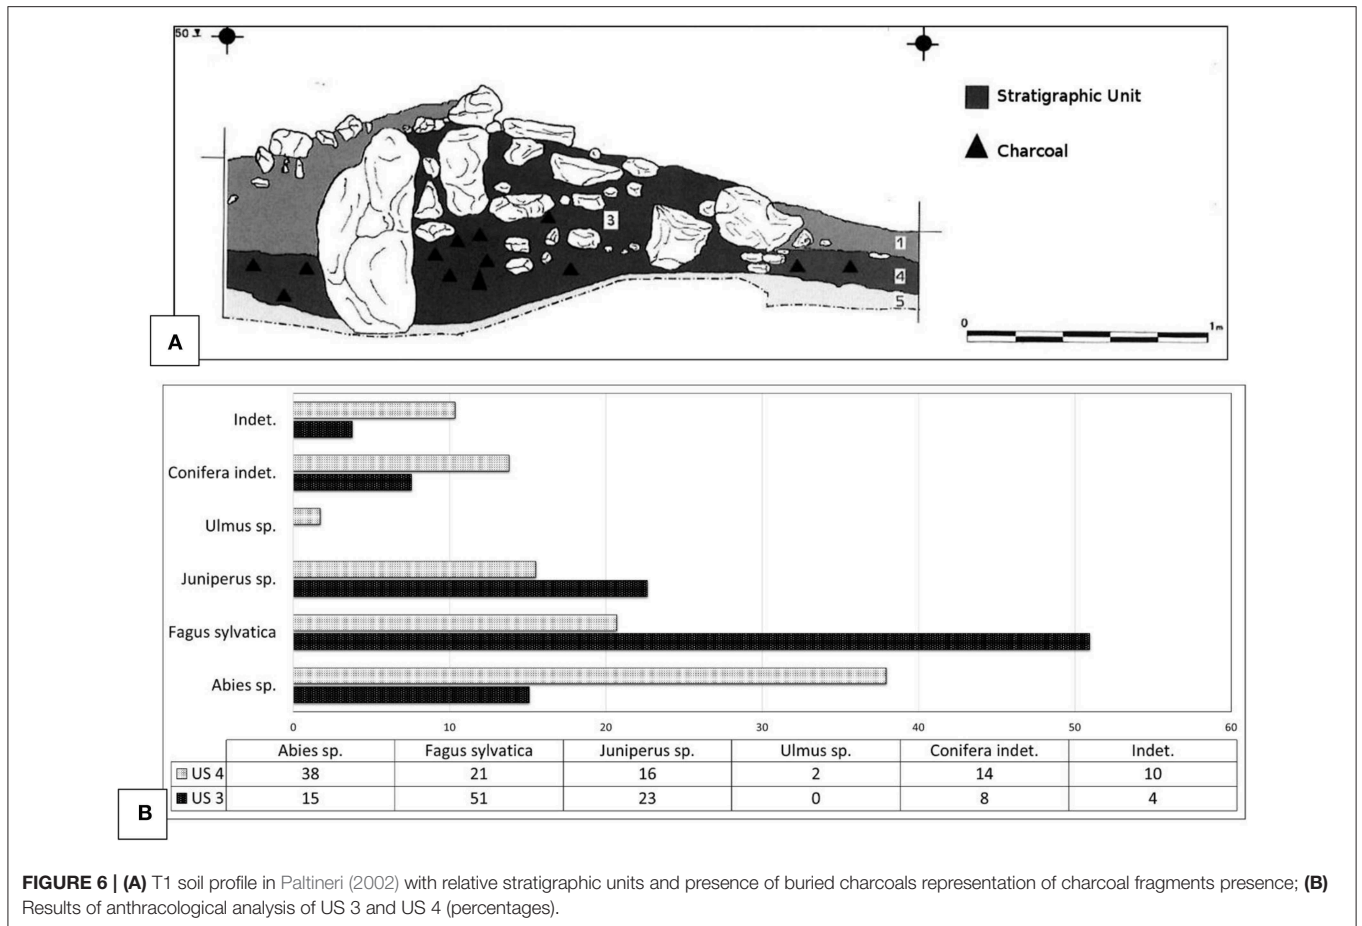 50
Stratigraphic Unit
Charcoal
3
1
4
5
0 1 m
A
Indet.
Conifera indet.
Ulmus sp.
Juniperus sp.
Fagus sylvatica
Abies sp.
0 10 20 30 40 50 60
Abies sp. Fagus sylvatica Juniperus sp. Ulmus sp. Conifera indet. Indet.
US 4 38 21 16 2 14 10
US 3 15 51 23 0 8 4
B
FIGURE 6 | (A) T1 soil profile in Paltineri (2002) with relative stratigraphic units and presence of buried charcoals representation of charcoal fragments presence; (B)
Results of anthracological analysis of US 3 and US 4 (percentages).